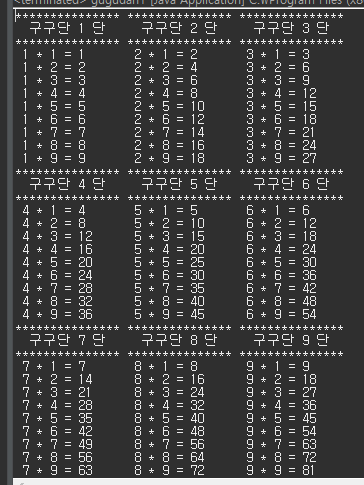 <terminated> [Java Application] C:\Program Files (x8
*************** *************** ***************
구구단 1 단 구구단 2 단 구구단 3 단
*************** *************** ***************
1 * 1 = 1 2 * 1 = 2 3 * 1 = 3
1 * 2 = 2 2 * 2 = 4 3 * 2 = 6
1 * 3 = 3 2 * 3 = 6 3 * 3 = 9
1 * 4 = 4 2 * 4 = 8 3 * 4 = 12
1 * 5 = 5 2 * 5 = 10 3 * 5 = 15
1 * 6 = 6 2 * 6 = 12 3 * 6 = 18
1 * 7 = 7 2 * 7 = 14 3 * 7 = 21
1 * 8 = 8 2 * 8 = 16 3 * 8 = 24
1 * 9 = 9 2 * 9 = 18 3 * 9 = 27
*************** *************** ***************
구구단 4 단 구구단 5 단 구구단 6 단
*************** *************** ***************
4 * 1 = 4 5 * 1 = 5 6 * 1 = 6
4 * 2 = 8 5 * 2 = 10 6 * 2 = 12
4 * 3 = 12 5 * 3 = 15 6 * 3 = 18
4 * 4 = 16 5 * 4 = 20 6 * 4 = 24
4 * 5 = 20 5 * 5 = 25 6 * 5 = 30
4 * 6 = 24 5 * 6 = 30 6 * 6 = 36
4 * 7 = 28 5 * 7 = 35 6 * 7 = 42
4 * 8 = 32 5 * 8 = 40 6 * 8 = 48
4 * 9 = 36 5 * 9 = 45 6 * 9 = 54
*************** *************** ***************
구구단 7 단 구구단 8 단 구구단 9 단
*************** *************** ***************
7 * 1 = 7 8 * 1 = 8 9 * 1 = 9
7 * 2 = 14 8 * 2 = 16 9 * 2 = 18
7 * 3 = 21 8 * 3 = 24 9 * 3 = 27
7 * 4 = 28 8 * 4 = 32 9 * 4 = 36
7 * 5 = 35 8 * 5 = 40 9 * 5 = 45
7 * 6 = 42 8 * 6 = 48 9 * 6 = 54
7 * 7 = 49 8 * 7 = 56 9 * 7 = 63
7 * 8 = 56 8 * 8 = 64 9 * 8 = 72
7 * 9 = 63 8 * 9 = 72 9 * 9 = 81